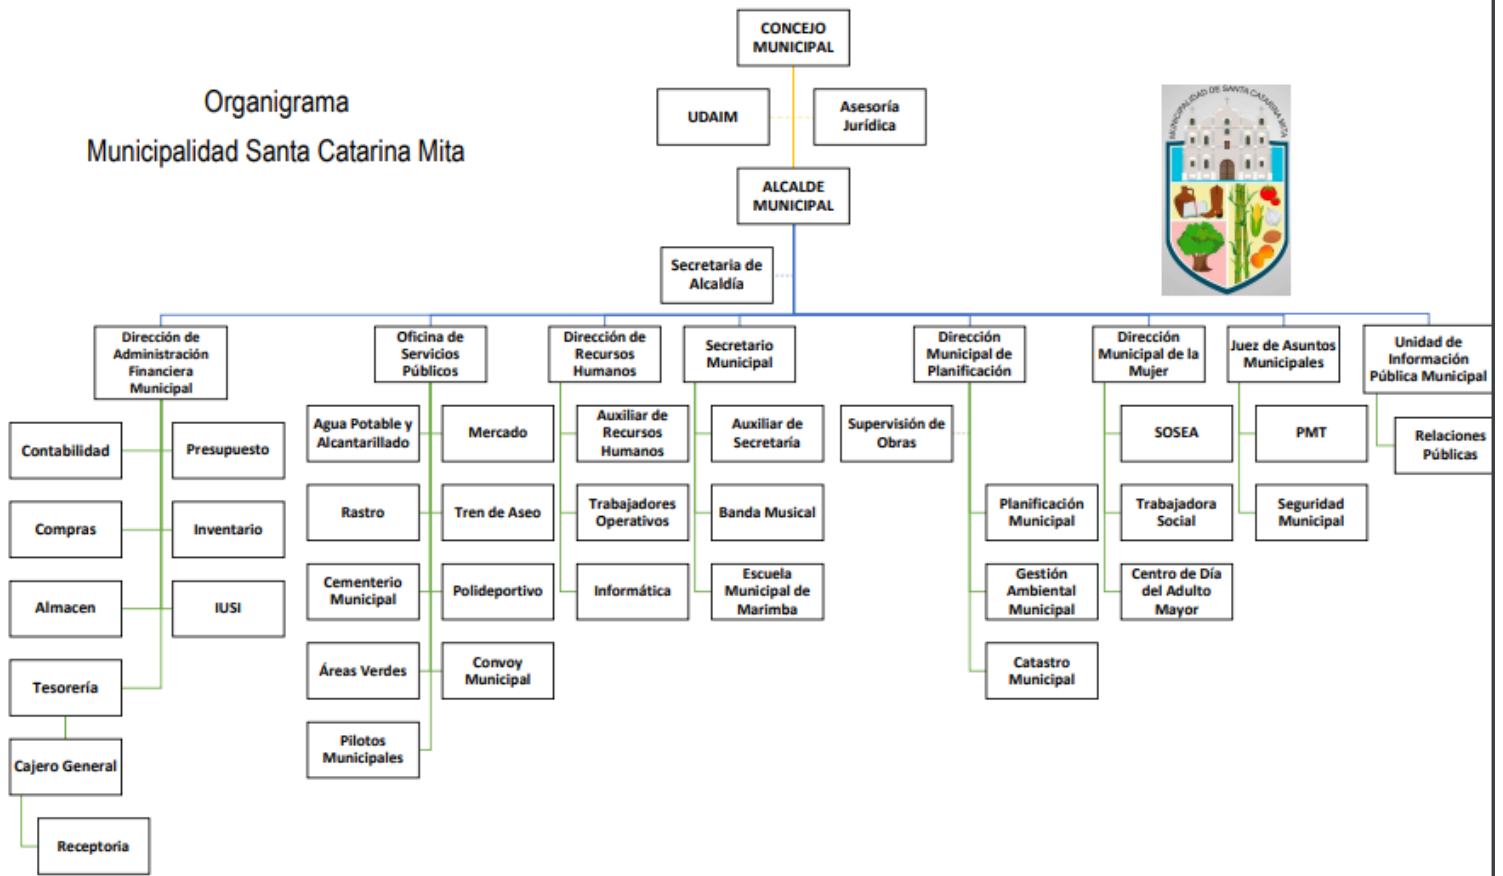 Organigrama
Municipalidad Santa Catarina Mita
CONCEJO
MUNICIPAL
UDAIM
Asesoría
Jurídica
MUNICIPALIDAD DE SANTA CATARINA MITA
ALCALDE
MUNICIPAL
Secretaria de
Alcaldía
Dirección de
Administración
Financiera
Municipal
Oficina de
Servicios
Públicos
Dirección de
Recursos
Humanos
Secretario
Municipal
Dirección
Municipal de
Planificación
Dirección
Municipal de la
Mujer
Juez de Asuntos
Municipales
Unidad de
Información
Pública Municipal
Contabilidad
Presupuesto
Compras
Inventario
Almacen
IUSI
Tesorería
Cajero General
Receptoria
Agua Potable y
Alcantarillado
Mercado
Rastro
Tren de Aseo
Cementerio
Municipal
Polideportivo
Áreas Verdes
Convoy
Municipal
Pilotos
Municipales
Auxiliar de
Recursos
Humanos
Trabajadores
Operativos
Informática
Auxiliar de
Secretaría
Banda Musical
Escuela
Municipal de
Marimba
Supervisión de
Obras
Planificación
Municipal
Gestión
Ambiental
Municipal
Catastro
Municipal
SOSEA
Trabajadora
Social
Centro de Día
del Adulto
Mayor
PMT
Seguridad
Municipal
Relaciones
Públicas